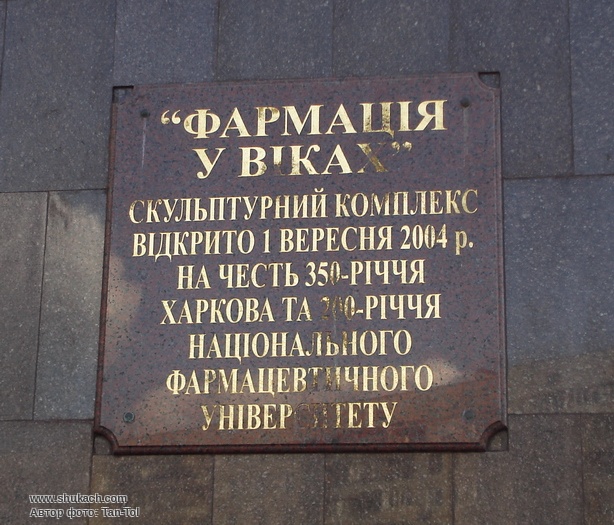 “ФАРМАЦІЯ
У ВІКАХ”
СКУЛЬПТУРНИЙ КОМПЛЕКС
ВІДКРИТО 1 ВЕРЕСНЯ 2004 р.
НА ЧЕСТЬ 350-РІЧЧЯ
ХАРКОВА ТА 200-РІЧЧЯ
НАЦІОНАЛЬНОГО
ФАРМАЦЕВТИЧНОГО
УНІВЕРСИТЕТУ
www.shukach.com
Автор фото: Tan-Tol